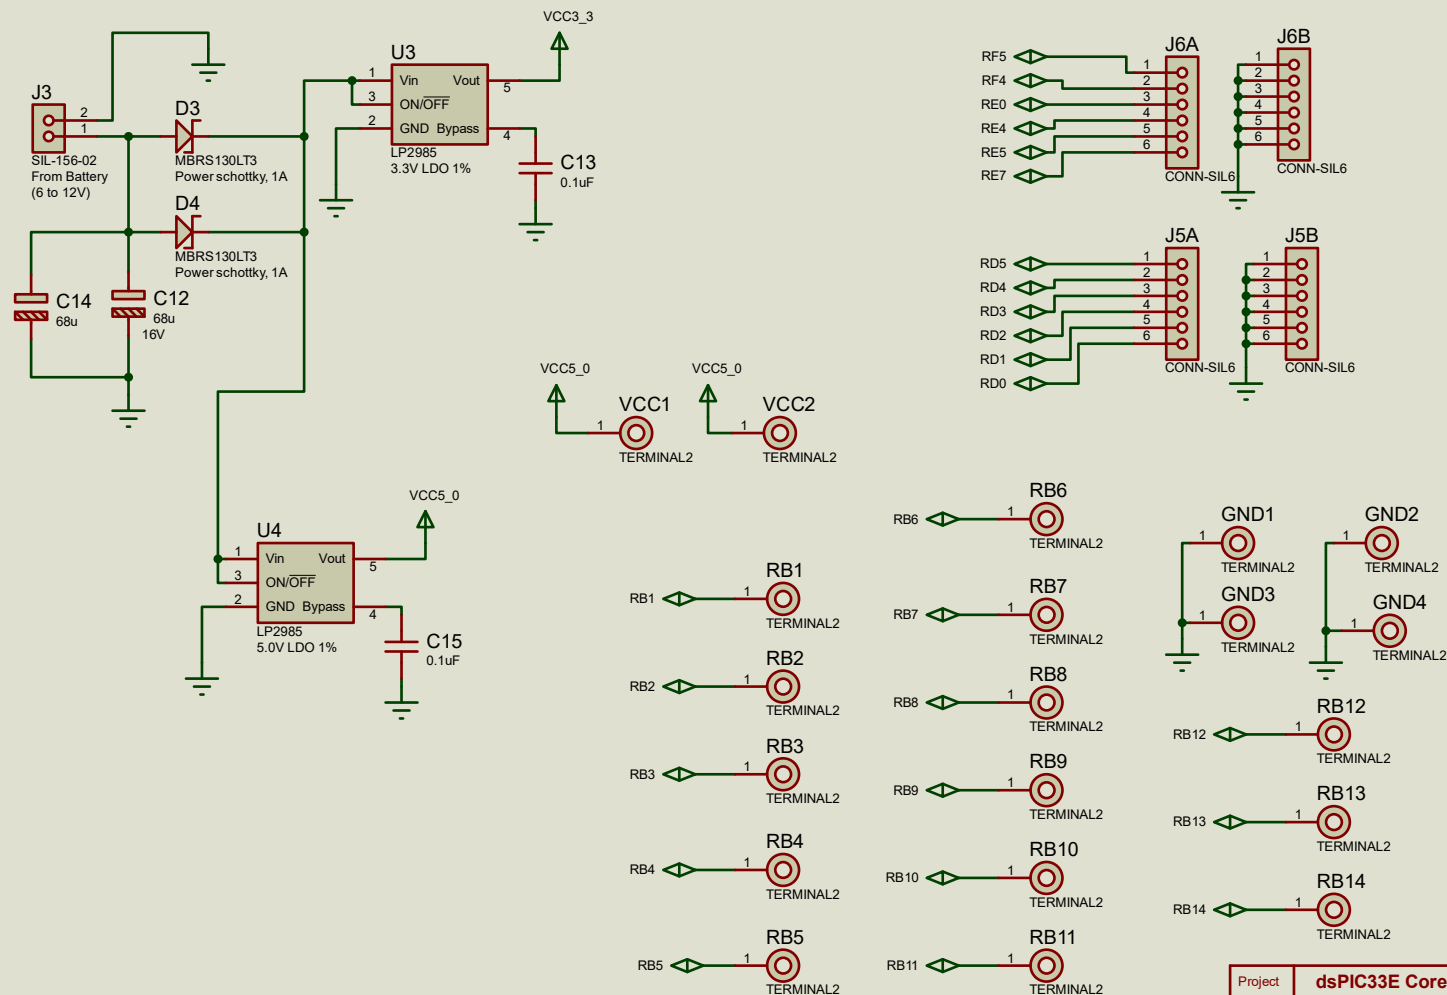 VCC3_3
U3
1 Vin Vout 5
3 ON/OFF
2 GND Bypass 4
LP2985
3.3V LDO 1%
C13
0.1uF
J3
2
1
SIL-156-02
From Battery
(6 to 12V)
D3
MBRS130LT3
Power schottky, 1A
D4
MBRS130LT3
Power schottky, 1A
C14
68u
C12
68u
16V
J6A
RF5 1
RF4 2
RE0 3
RE4 4
RE5 5
RE7 6
CONN-SIL6
J6B
1
2
3
4
5
6
CONN-SIL6
J5A
RD5 1
RD4 2
RD3 3
RD2 4
RD1 5
RD0 6
CONN-SIL6
J5B
1
2
3
4
5
6
CONN-SIL6
VCC5_0
VCC1
1
TERMINAL2
VCC5_0
VCC2
1
TERMINAL2
VCC5_0
U4
1 Vin Vout 5
3 ON/OFF
2 GND Bypass 4
LP2985
5.0V LDO 1%
C15
0.1uF
RB1
RB1 1
TERMINAL2
RB2
RB2 1
TERMINAL2
RB3
RB3 1
TERMINAL2
RB4
RB4 1
TERMINAL2
RB5
RB5 1
TERMINAL2
RB6
RB6 1
TERMINAL2
RB7
RB7 1
TERMINAL2
RB8
RB8 1
TERMINAL2
RB9
RB9 1
TERMINAL2
RB10
RB10 1
TERMINAL2
RB11
RB11 1
TERMINAL2
GND1
1
TERMINAL2
GND3
1
TERMINAL2
GND2
1
TERMINAL2
GND4
1
TERMINAL2
RB12
RB12 1
TERMINAL2
RB13
RB13 1
TERMINAL2
RB14
RB14 1
TERMINAL2
Project dsPIC33E Core